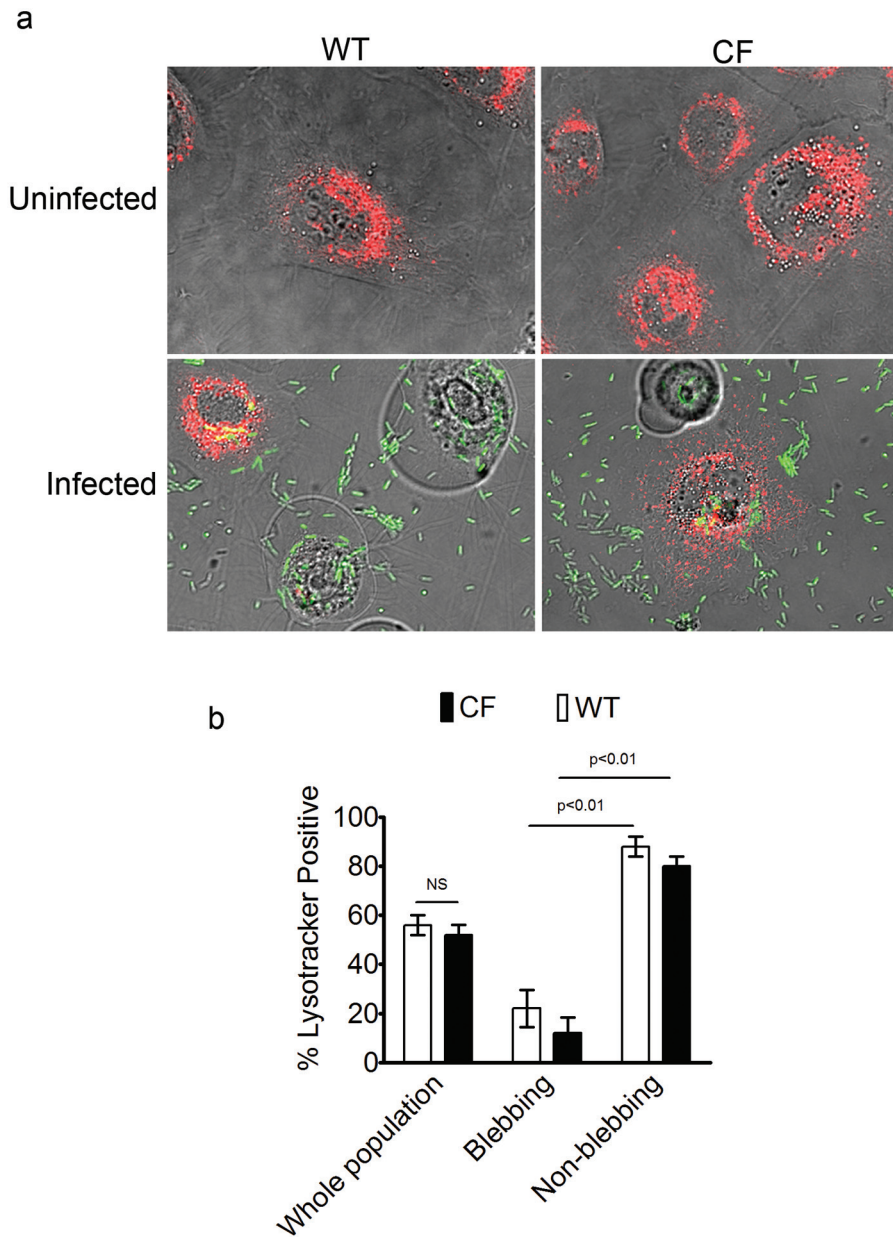 a
WT CF
Uninfected
Infected
b
CF WT
p<0.01
p<0.01
NS
% Lysotracker Positive
100
80
60
40
20
0
Whole population
Blebbing
Non-blebbing